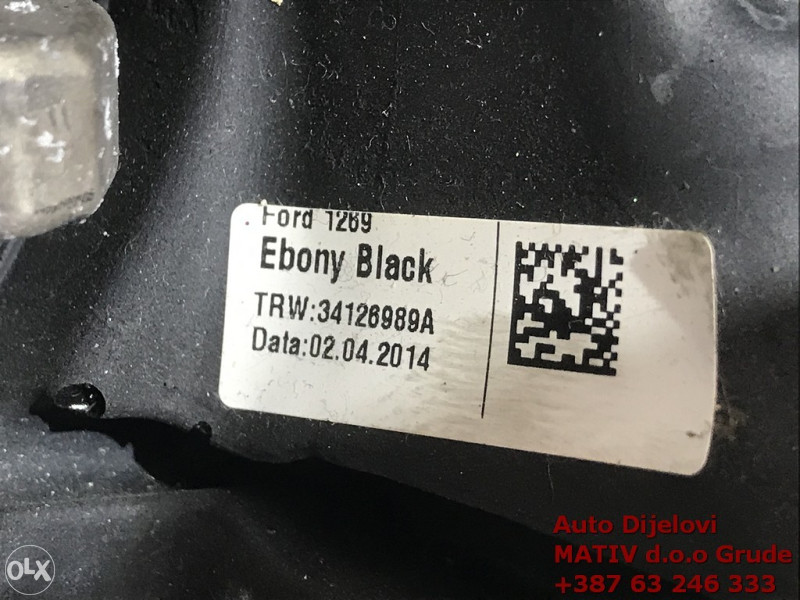 Ford 1269
Ebony Black
TRW:34126989A
Data:02.04.2014
Auto Dijelovi
MATIV d.o.o Grude
+387 63 246 333
OLX